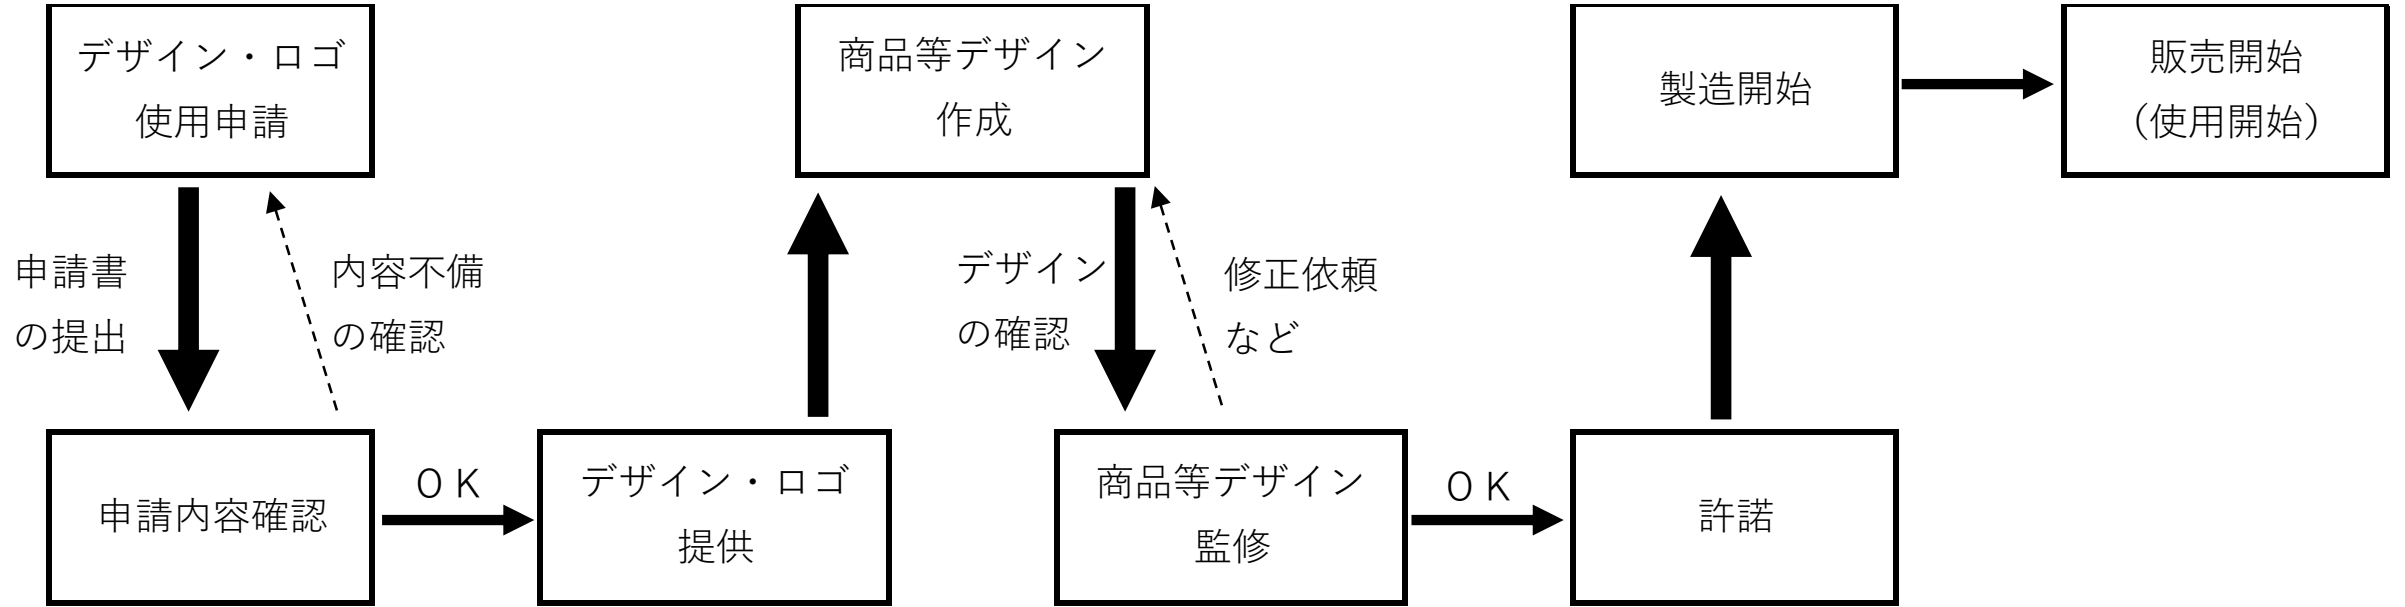 デザイン・ロゴ
使用申請
申請書
の提出
内容不備
の確認
申請内容確認
ＯＫ
デザイン・ロゴ
提供
商品等デザイン
作成
デザイン
の確認
修正依頼
など
商品等デザイン
監修
ＯＫ
許諾
製造開始
販売開始
（使用開始）